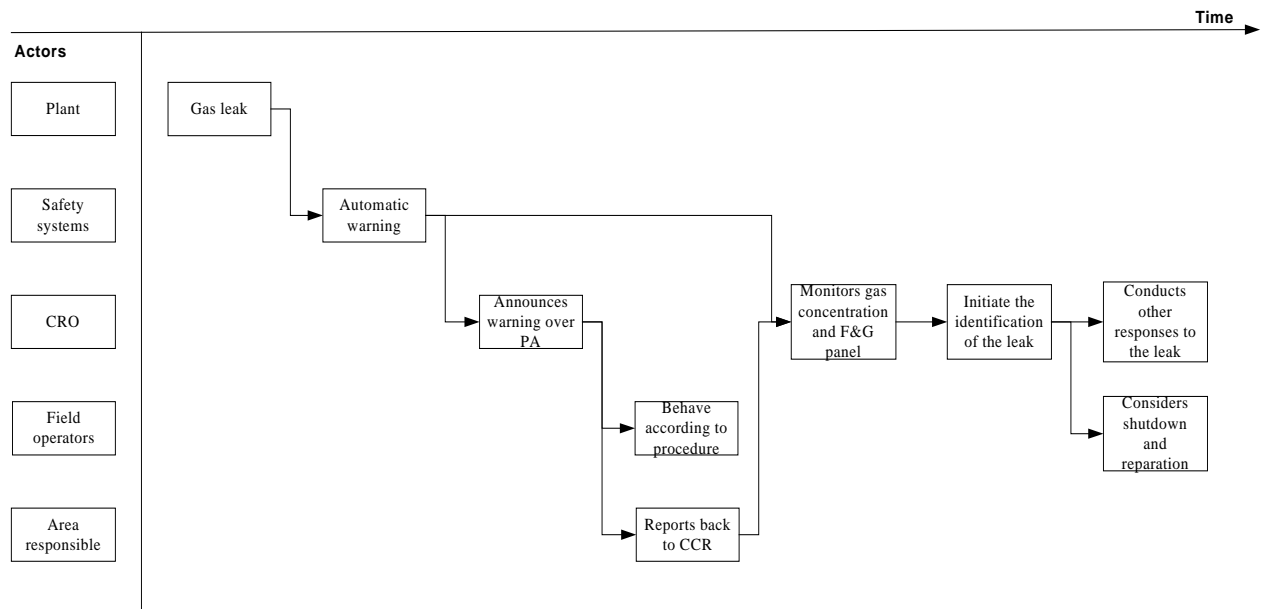 Time
Actors
Plant
Gas leak
Safety
systems
Automatic
warning
CRO
Announces
warning over
PA
Monitors gas
concentration
and F&G
panel
Initiate the
identification
of the leak
Conducts
other
responses to
the leak
Field
operators
Behave
according to
procedure
Considers
shutdown
and
reparation
Area
responsible
Reports back
to CCR